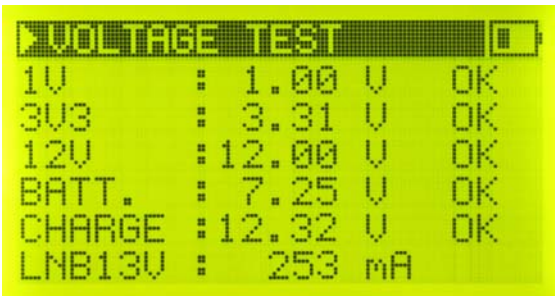 VOLTAGE TEST
1V : 1.00 V OK
3V3 : 3.31 V OK
12V :12.00 V OK
BATT. : 7.25 V OK
CHARGE :12.32 V OK
LNB13V : 253 mA